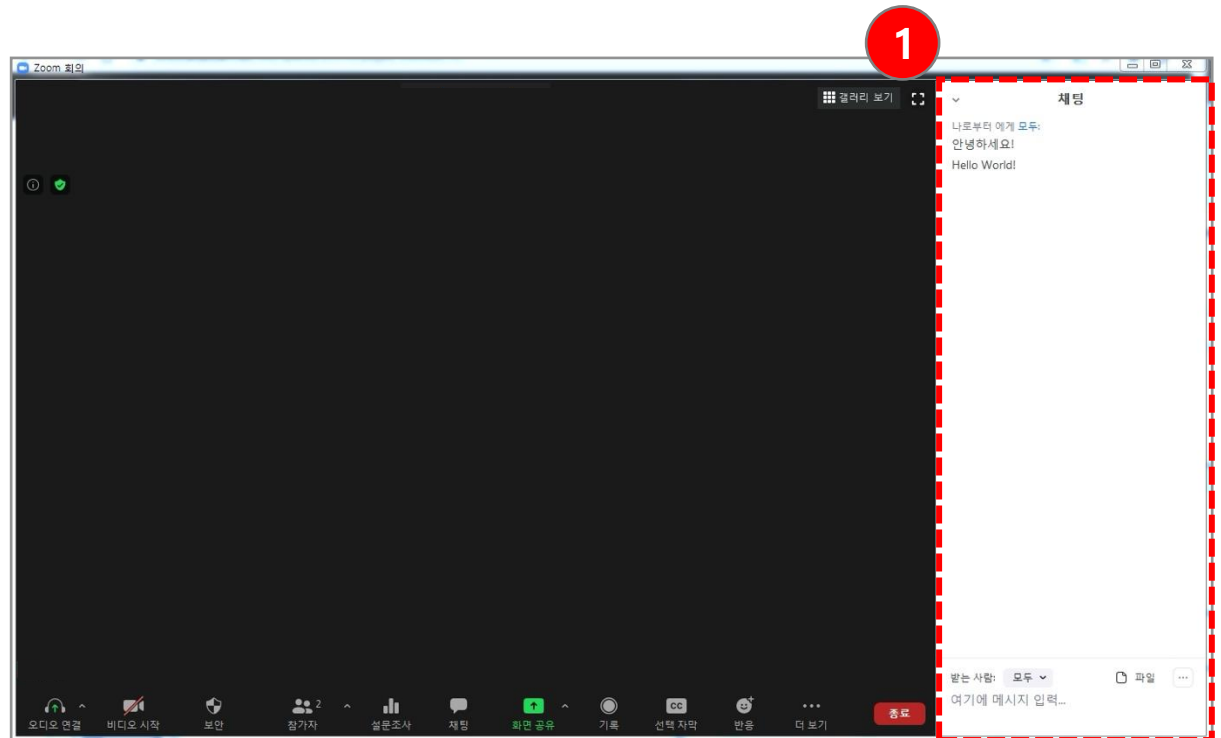 1
Zoom 회의
갤러리 보기
채팅
나로부터 에게 모두:
안녕하세요!
Hello World!
받는 사람: 모두 파일 ...
여기에 메시지 입력...
오디오 연결
비디오 시작
보안
참가자 2
설문조사
채팅
화면 공유
기록
CC
선택 자막
반응
더 보기
종료